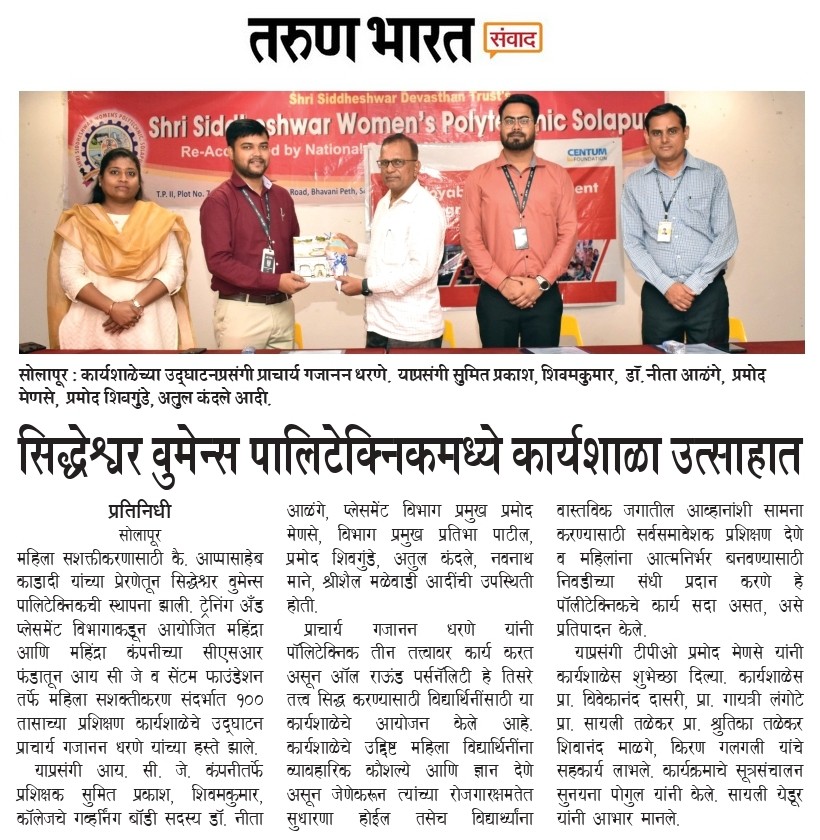 तरुण भारत संवाद
Shri Siddheshwar Devasthan Trust's
Shri Siddheshwar Women's Polytechnic Solapur
Re-Accredited by National
T.P. II, Plot No. Road, Bhavani Peth,
CENTUM
FOUNDATION
सोलापूर : कार्यशाळेच्या उद्‌घाटनप्रसंगी प्राचार्य गजानन धरणे. याप्रसंगी सुमित प्रकाश, शिवमकुमार, डॉ. नीता आळंगे, प्रमोद
मेणसे, प्रमोद शिवगुंडे, अतुल कंदले आदी.
सिद्धेश्वर वुमेन्स पालिटेक्निकमध्ये कार्यशाळा उत्साहात
प्रतिनिधी
सोलापूर
महिला सशक्तीकरणासाठी कै. आप्पासाहेब
काडादी यांच्या प्रेरणेतून सिद्धेश्वर वुमेन्स
पालिटेक्निकची स्थापना झाली. ट्रेनिंग अँड
प्लेसमेंट विभागाकडून आयोजित महिंद्रा
आणि महिंद्रा कंपनीच्या सीएसआर
फंडातून आय सी जे व सेंटम फाउंडेशन
तर्फे महिला सशक्तीकरण संदर्भात १००
तासाच्या प्रशिक्षण कार्यशाळेचे उद्‌घाटन
प्राचार्य गजानन धरणे यांच्या हस्ते झाले.
याप्रसंगी आय. सी. जे. कंपनीतर्फे
प्रशिक्षक सुमित प्रकाश, शिवमकुमार,
कॉलेजचे गव्हर्निंग बॉडी सदस्य डॉ. नीता
आळंगे, प्लेसमेंट विभाग प्रमुख प्रमोद
मेणसे, विभाग प्रमुख प्रतिभा पाटील,
प्रमोद शिवगुंडे, अतुल कंदले, नवनाथ
माने, श्रीशैल मळेवाडी आदींची उपस्थिती
होती.
प्राचार्य गजानन धरणे यांनी
पॉलिटेक्निक तीन तत्त्वावर कार्य करत
असून ऑल राऊंड पर्सनॅलिटी हे तिसरे
तत्त्व सिद्ध करण्यासाठी विद्यार्थिनींसाठी या
कार्यशाळेचे आयोजन केले आहे.
कार्यशाळेचे उद्दिष्ट महिला विद्यार्थिनींना
व्यावहारिक कौशल्ये आणि ज्ञान देणे
असून जेणेकरून त्यांच्या रोजगारक्षमतेत
सुधारणा होईल तसेच विद्यार्थ्यांना
वास्तविक जगातील आव्हानांशी सामना
करण्यासाठी सर्वसमावेशक प्रशिक्षण देणे
व महिलांना आत्मनिर्भर बनवण्यासाठी
निवडीच्या संधी प्रदान करणे हे
पॉलीटेक्निकचे कार्य सदा असत, असे
प्रतिपादन केले.
याप्रसंगी टीपीओ प्रमोद मेणसे यांनी
कार्यशाळेस शुभेच्छा दिल्या. कार्यशाळेस
प्रा. विवेकानंद दासरी, प्रा. गायत्री लंगोटे
प्रा. सायली तळेकर प्रा. श्रुतिका तळेकर
शिवानंद माळगे, किरण गलगली यांचे
सहकार्य लाभले. कार्यक्रमाचे सूत्रसंचालन
सुनयना पोगुल यांनी केले. सायली येडूर
यांनी आभार मानले.